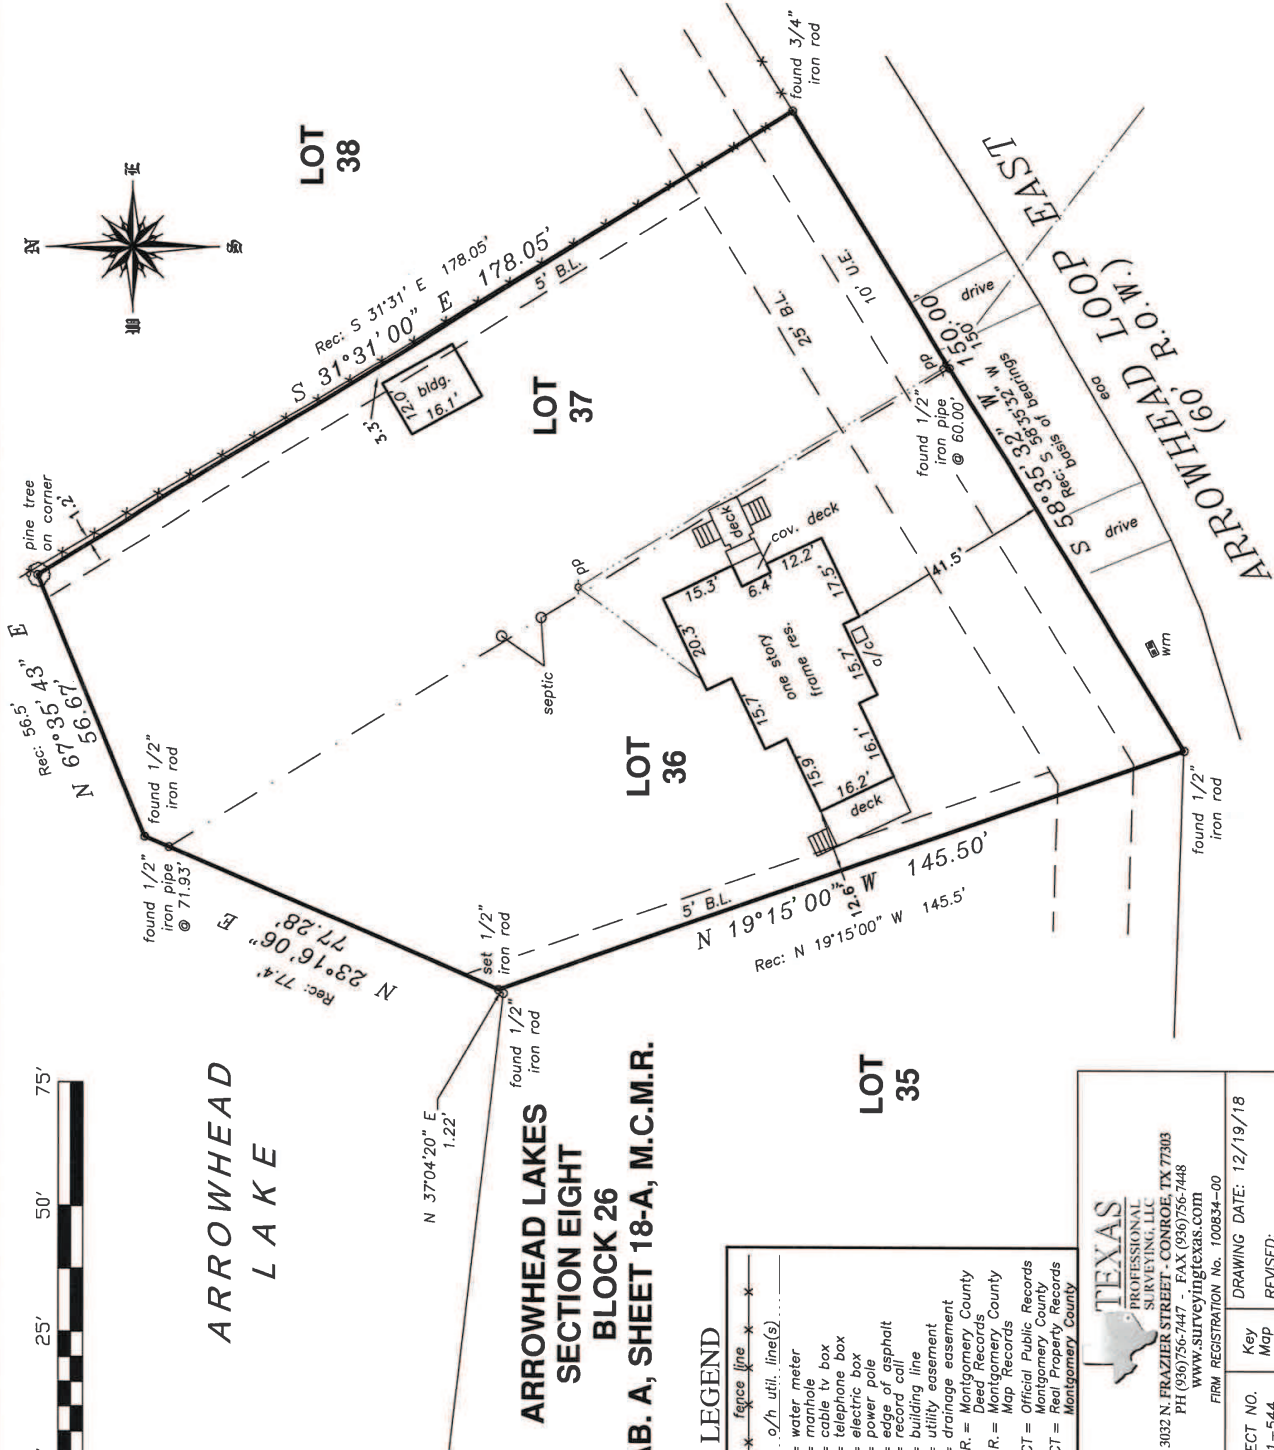 N
E
S
W
LOT
38
pine tree
on corner
1.2'
Rec: S 31°31' E 178.05'
S 31°31' 00" E 178.05'
5' B.L.
found 3/4"
iron rod
3.3'
12.0'
bldg.
16.1'
LOT
37
25' B.L.
10' U.E.
Rec: 56.5'
N 67°35' 43" E
56.67'
found 1/2"
iron rod
found 1/2"
iron pipe
@ 71.93'
N 23°16' 06" E
77.28'
Rec: 77.4'
set 1/2"
iron rod
found 1/2"
iron rod
N 37°04'20" E
1.22'
septic
PP
deck
cov. deck
15.3'
6.4'
12.2'
20.3'
17.5'
one story
frame res.
15.7'
15.7'
a/c
15.9'
16.1'
16.2'
deck
LOT
36
41.5'
found 1/2"
iron pipe
@ 60.00'
PP
S 58°35' 32" W 150.00'
Rec: S 58°35'32" W 150'
basis of bearings
drive
drive
eoa
ARROWHEAD LOOP EAST
(60' R.O.W.)
wm
found 1/2"
iron rod
5' B.L.
12.6'
N 19°15' 00" W 145.50'
Rec: N 19°15'00" W 145.5'
LOT
35
ARROWHEAD
LAKE
25'
50'
75'
ARROWHEAD LAKES
SECTION EIGHT
BLOCK 26
AB. A, SHEET 18-A, M.C.M.R.
LEGEND
fence line
o/h util. line(s)
= water meter
= manhole
= cable tv box
= telephone box
= electric box
= power pole
= edge of asphalt
= record call
= building line
= utility easement
= drainage easement
R. = Montgomery County
Deed Records
R. = Montgomery County
Map Records
CT = Official Public Records
Montgomery County
CT = Real Property Records
Montgomery County
TEXAS
PROFESSIONAL
SURVEYING, LLC
3032 N. FRAZIER STREET - CONROE, TX 77303
PH (936)756-7447 - FAX (936)756-7448
www.surveyingtexas.com
FIRM REGISTRATION No. 100834-00
ECT NO.
-544
Key
Map
DRAWING DATE: 12/19/18
REVISED: